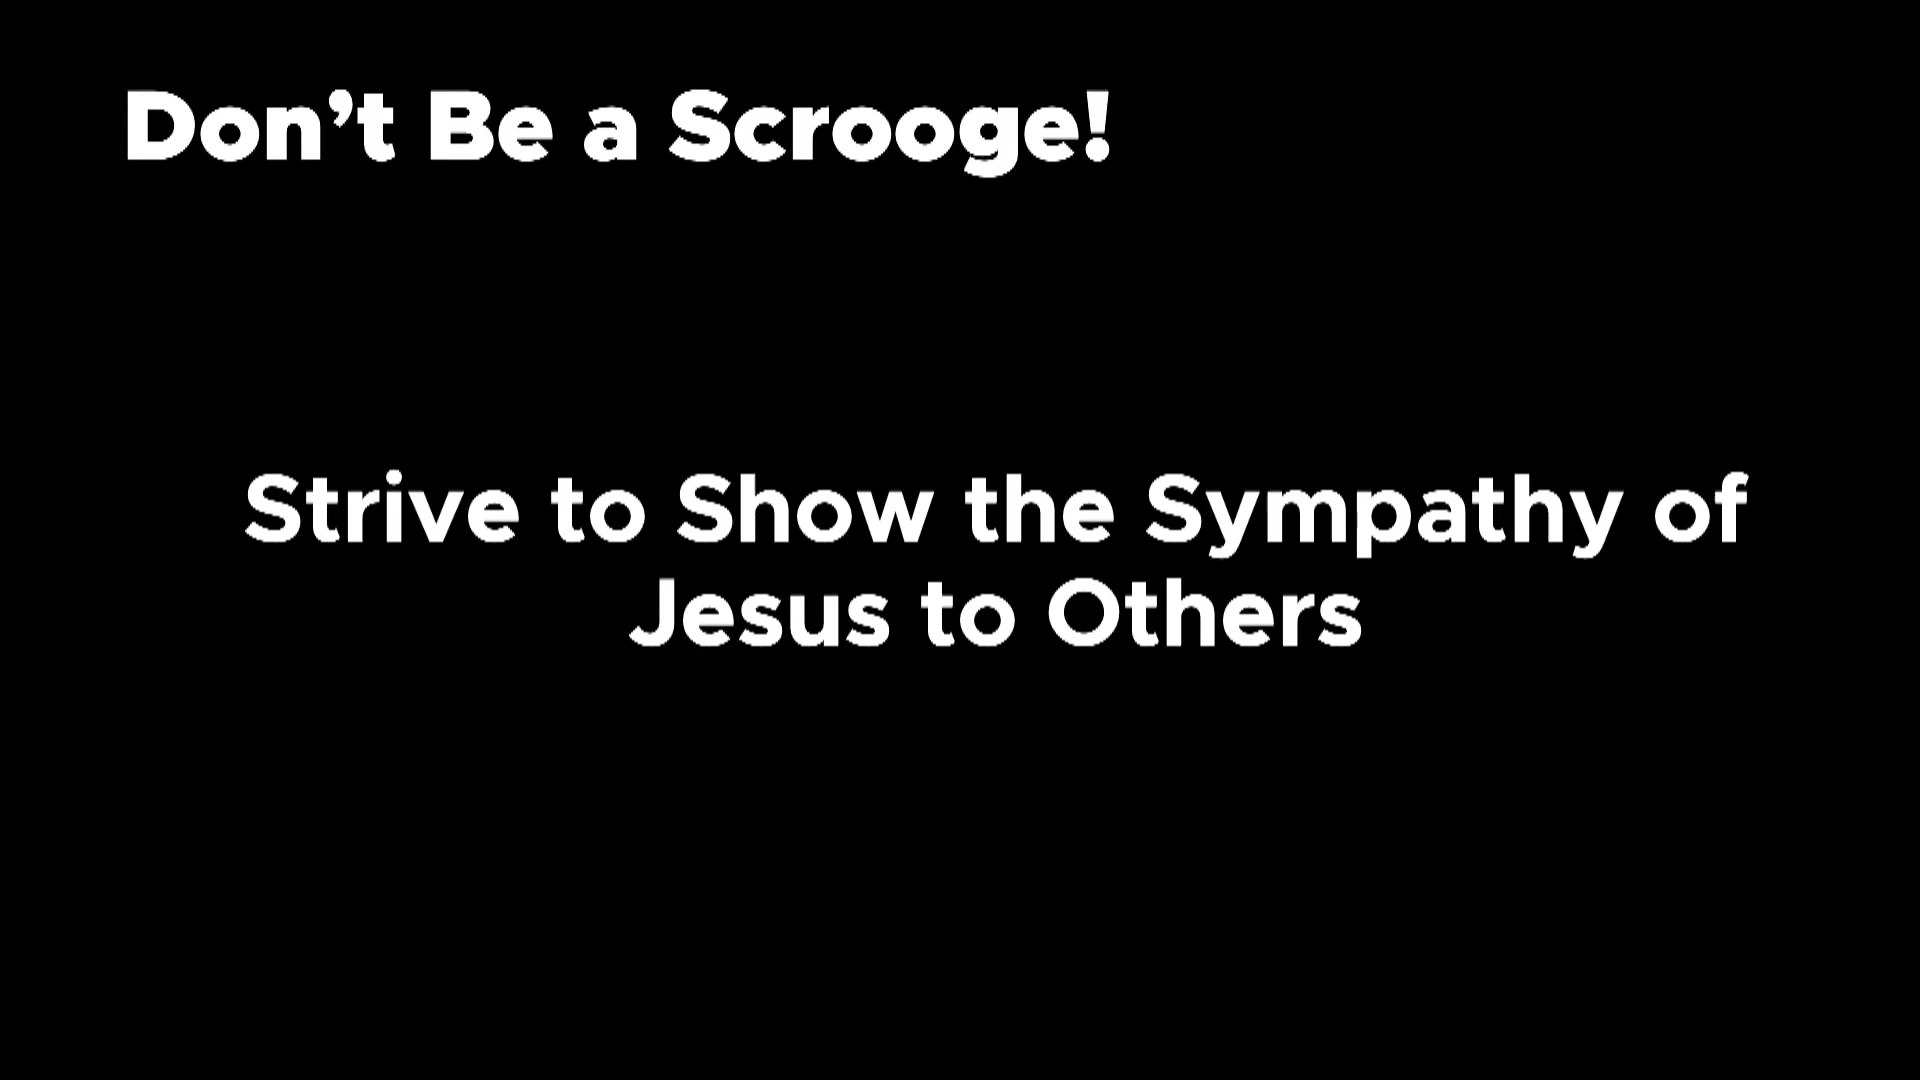 Don’t Be a Scrooge!
Strive to Show the Sympathy of
Jesus to Others